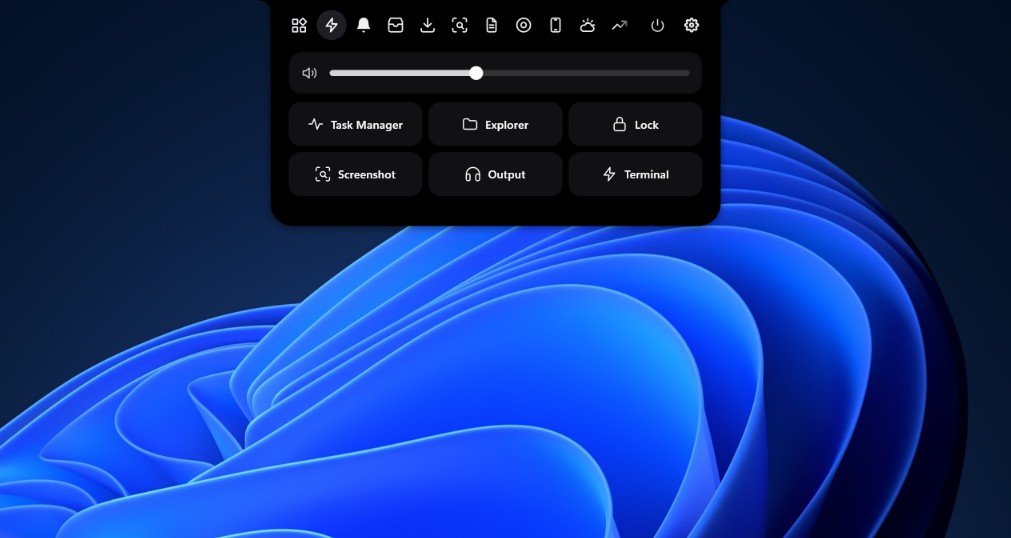 Task Manager
Explorer
Lock
Screenshot
Output
Terminal